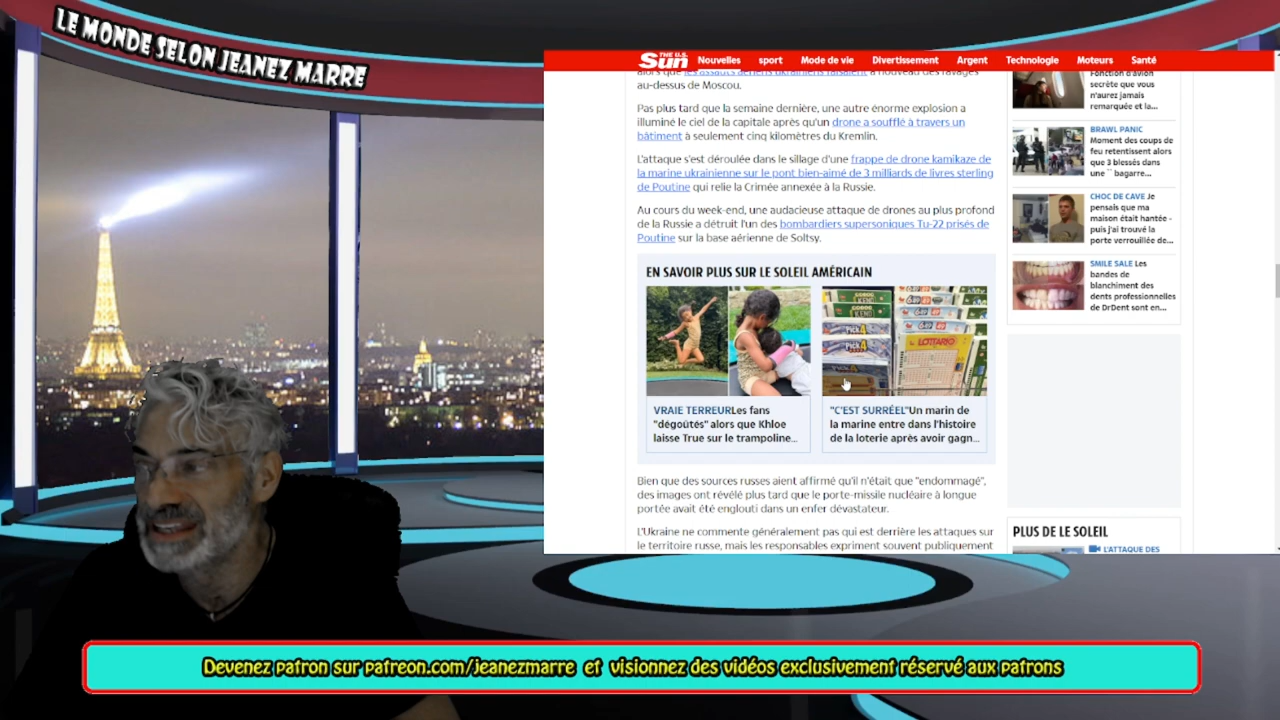 LE MONDE SELON JEANEZ MARRE
THE U.S.
Sun
Nouvelles sport Mode de vie Divertissement Argent Technologie Moteurs Santé
alors que les assauts aériens ukrainiens faisaient à nouveau des ravages
au-dessus de Moscou.
Pas plus tard que la semaine dernière, une autre énorme explosion a
illuminé le ciel de la capitale après qu'un drone a soufflé à travers un
bâtiment à seulement cinq kilomètres du Kremlin.
L'attaque s'est déroulée dans le sillage d'une frappe de drone kamikaze de
la marine ukrainienne sur le pont bien-aimé de 3 milliards de livres sterling
de Poutine qui relie la Crimée annexée à la Russie.
Au cours du week-end, une audacieuse attaque de drones au plus profond
de la Russie a détruit l'un des bombardiers supersoniques Tu-22 prisés de
Poutine sur la base aérienne de Soltsy.
EN SAVOIR PLUS SUR LE SOLEIL AMÉRICAIN
Pick4
LOTTARIO
VRAIE TERREURLes fans
"dégoûtés" alors que Khloe
laisse True sur le trampoline...
"C'EST SURRÉEL"Un marin de
la marine entre dans l'histoire
de la loterie après avoir gagn...
Bien que des sources russes aient affirmé qu'il n'était que "endommagé",
des images ont révélé plus tard que le porte-missile nucléaire à longue
portée avait été englouti dans un enfer dévastateur.
L'Ukraine ne commente généralement pas qui est derrière les attaques sur
le territoire russe, mais les responsables expriment souvent publiquement
Fonction d'avion
secrète que vous
n'aurez jamais
remarquée et la...
BRAWL PANIC
Moment des coups de
feu retentissent alors
que 3 blessés dans
une `` bagarre...
CHOC DE CAVE Je
pensais que ma
maison était hantée -
puis j'ai trouvé la
porte verrouillée de...
SMILE SALE Les
bandes de
blanchiment des
dents professionnelles
de DrDent sont en...
PLUS DE LE SOLEIL
L'ATTAQUE DES
Devenez patron sur patreon.com/jeanezmarre et visionnez des vidéos exclusivement réservé aux patrons